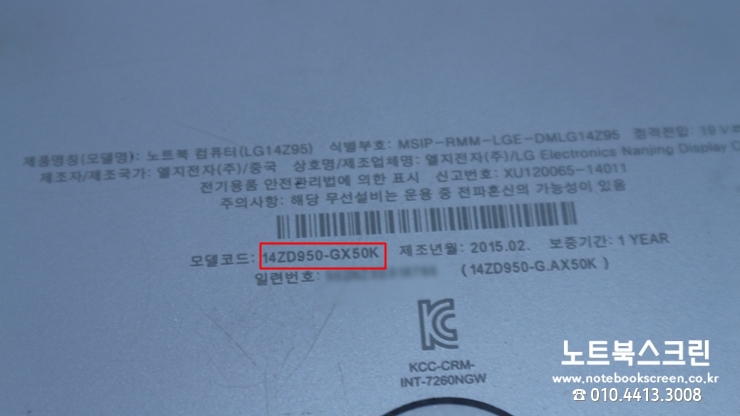 제품명칭(모델명): 노트북 컴퓨터(LG14Z95) 식별부호: MSIP-RMM-LGE-DMLG14Z95 정격전압: 19 V
제조자/제조국가: 엘지전자(주)/중국 상호명/제조업체명: 엘지전자(주)/LG Electronics Nanjing Display C
전기용품 안전관리법에 의한 표시 신고번호: XU120065-14011
주의사항: 해당 무선설비는 운용 중 전파혼신의 가능성이 있음
모델코드: 14ZD950-GX50K 제조년월: 2015.02. 보증기간: 1 YEAR
일련번호: (14ZD950-G.AX50K )
KCC-CRM-
INT-7260NGW
노트북스크린
www.notebookscreen.co.kr
☎ 010.4413.3008